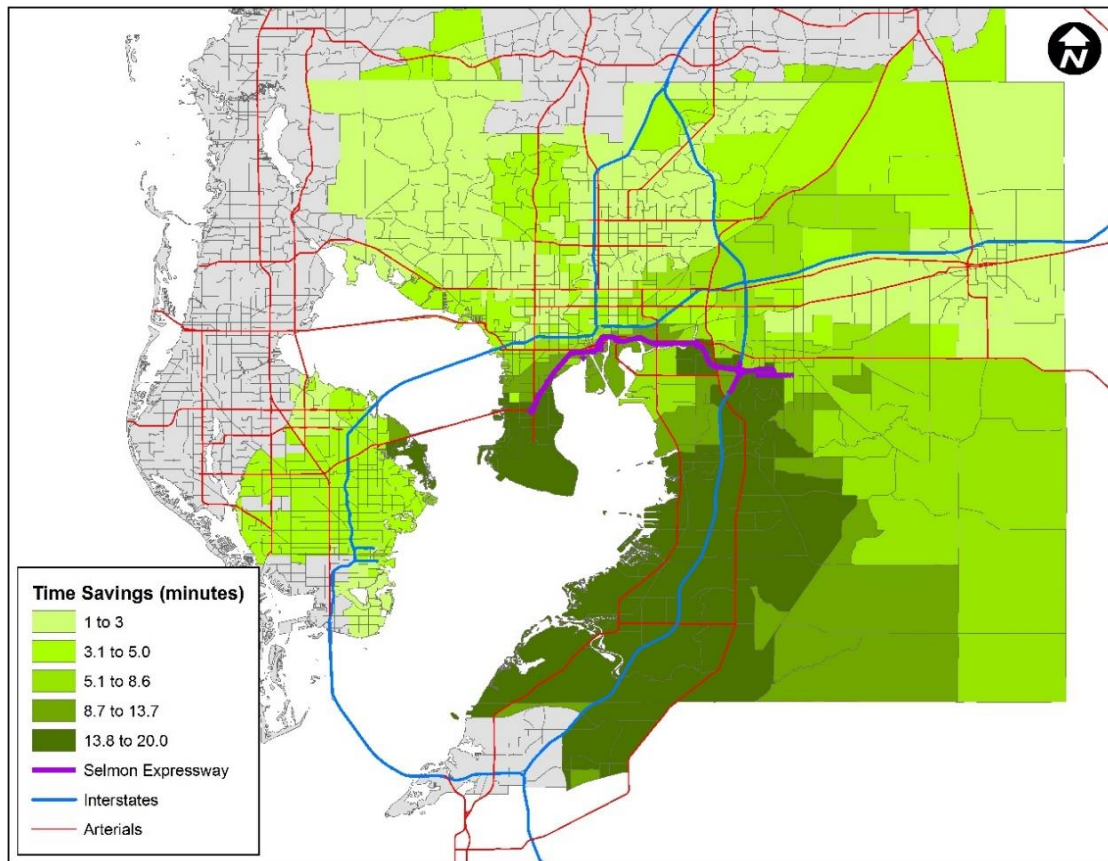 N
Time Savings (minutes)
1 to 3
3.1 to 5.0
5.1 to 8.6
8.7 to 13.7
13.8 to 20.0
Selmon Expressway
Interstates
Arterials